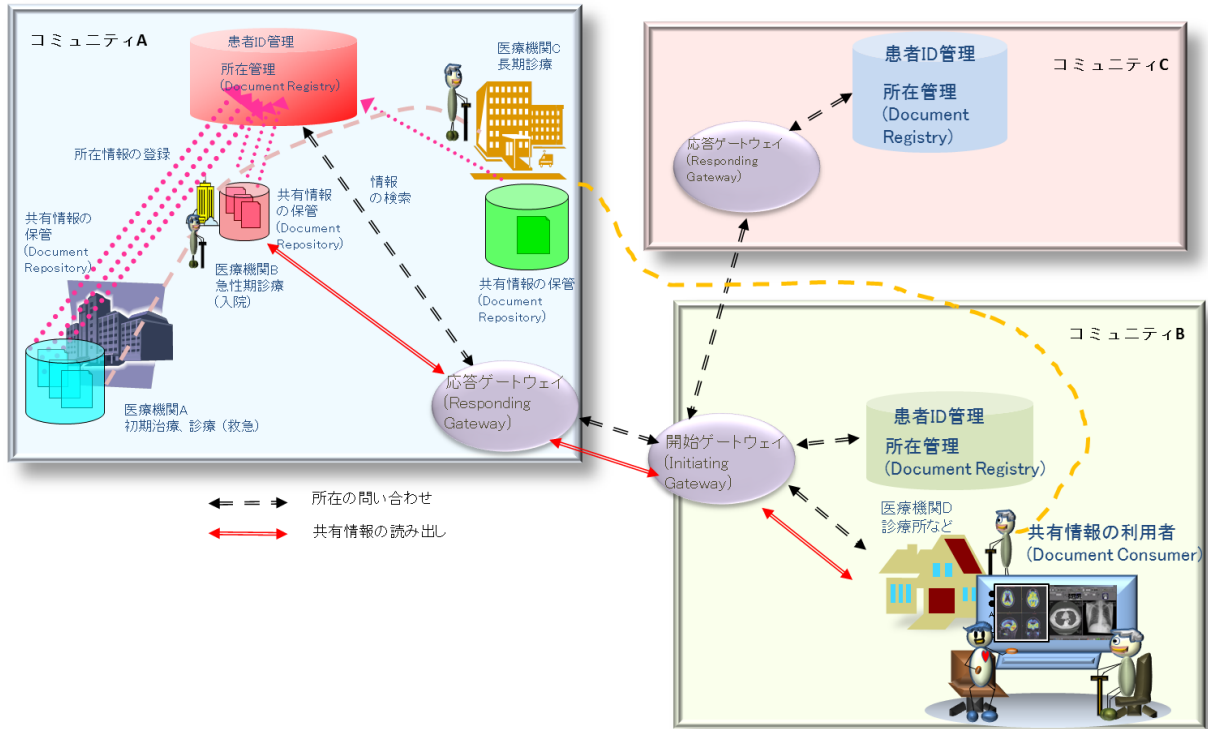 コミュニティA
患者ID管理
所在管理
(Document Registry)
医療機関C
長期診療
所在情報の登録
情報
の検索
共有情報の
保管
(Document
Repository)
共有情報
の保管
(Document
Repository)
医療機関B
急性期診療
(入院)
共有情報の保管
(Document
Repository)
医療機関A
初期治療、診療 (救急)
応答ゲートウェイ
(Responding
Gateway)
コミュニティC
患者ID管理
所在管理
(Document
Registry)
応答ゲートウェイ
(Responding
Gateway)
コミュニティB
開始ゲートウェイ
(Initiating
Gateway)
患者ID管理
所在管理
(Document Registry)
医療機関D
診療所など
共有情報の利用者
(Document Consumer)
所在の問い合わせ
共有情報の読み出し